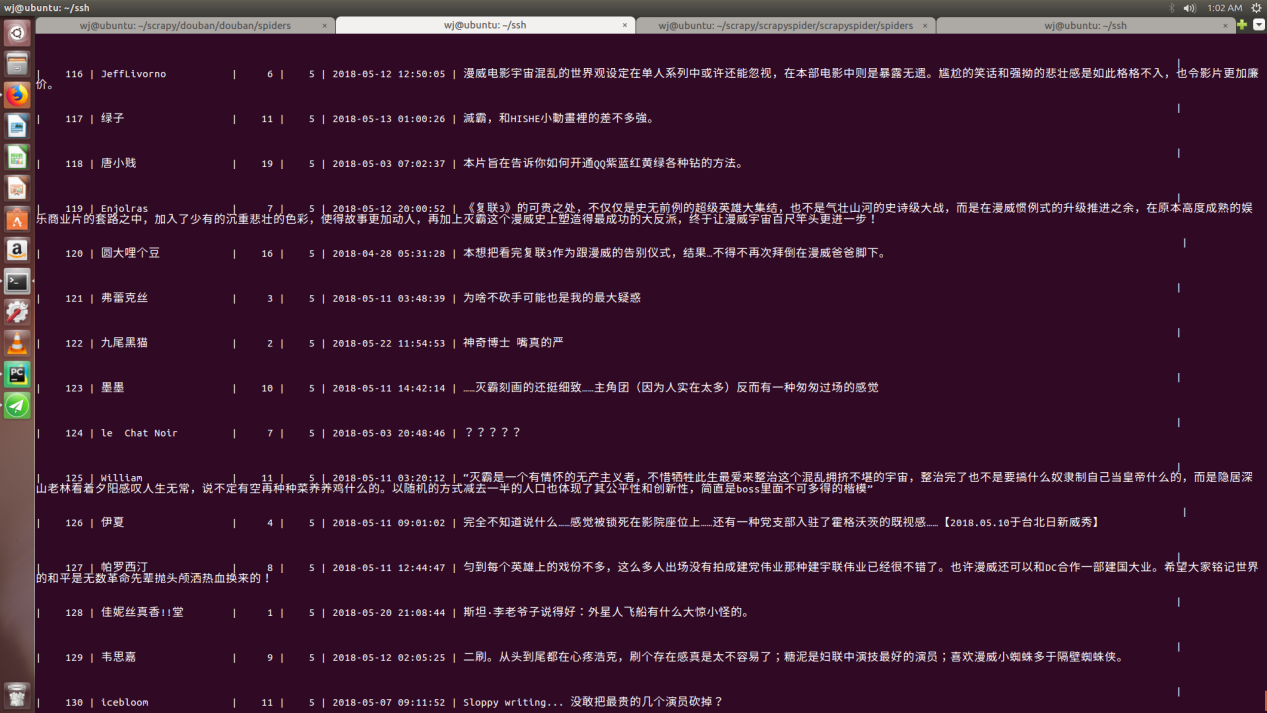 wj@ubuntu: ~/ssh
1:02 AM
wj@ubuntu: ~/scrapy/douban/douban/spiders ×
wj@ubuntu: ~/ssh ×
wj@ubuntu: ~/scrapy/scrapyspider/scrapyspider/spiders ×
wj@ubuntu: ~/ssh ×
| 116 | JeffLivorno | 6 | 5 | 2018-05-12 12:50:05 | 漫威电影宇宙混乱的世界观设定在单人系列中或许还能忽视，在本部电影中则是暴露无遗。尴尬的笑话和强拗的悲壮感是如此格格不入，也令影片更加廉
价。 |
| 117 | 绿子 | 11 | 5 | 2018-05-13 01:00:26 | 滅霸，和HISHE小動畫裡的差不多強。 |
| 118 | 唐小贱 | 19 | 5 | 2018-05-03 07:02:37 | 本片旨在告诉你如何开通QQ紫蓝红黄绿各种钻的方法。 |
| 119 | Enjolras | 7 | 5 | 2018-05-12 20:00:52 | 《复联3》的可贵之处，不仅仅是史无前例的超级英雄大集结，也不是气壮山河的史诗级大战，而是在漫威惯例式的升级推进之余，在原本高度成熟的娱
乐商业片的套路之中，加入了少有的沉重悲壮的色彩，使得故事更加动人，再加上灭霸这个漫威史上塑造得最成功的大反派，终于让漫威宇宙百尺竿头更进一步！ |
| 120 | 圆大哩个豆 | 16 | 5 | 2018-04-28 05:31:28 | 本想把看完复联3作为跟漫威的告别仪式，结果…不得不再次拜倒在漫威爸爸脚下。 |
| 121 | 弗蕾克丝 | 3 | 5 | 2018-05-11 03:48:39 | 为啥不砍手可能也是我的最大疑惑 |
| 122 | 九尾黑猫 | 2 | 5 | 2018-05-22 11:54:53 | 神奇博士 嘴真的严 |
| 123 | 墨墨 | 10 | 5 | 2018-05-11 14:42:14 | ……灭霸刻画的还挺细致……主角团（因为人实在太多）反而有一种匆匆过场的感觉 |
| 124 | le  Chat Noir | 7 | 5 | 2018-05-03 20:48:46 | ？？？？？ |
| 125 | William | 11 | 5 | 2018-05-11 03:20:12 | “灭霸是一个有情怀的无产主义者，不惜牺牲此生最爱来整治这个混乱拥挤不堪的宇宙，整治完了也不是要搞什么奴隶制自己当皇帝什么的，而是隐居深
山老林看着夕阳感叹人生无常，说不定有空再种种菜养养鸡什么的。以随机的方式减去一半的人口也体现了其公平性和创新性，简直是boss里面不可多得的楷模” |
| 126 | 伊夏 | 4 | 5 | 2018-05-11 09:01:02 | 完全不知道说什么……感觉被锁死在影院座位上……还有一种党支部入驻了霍格沃茨的既视感……【2018.05.10于台北日新威秀】 |
| 127 | 帕罗西汀 | 8 | 5 | 2018-05-11 12:44:47 | 匀到每个英雄上的戏份不多，这么多人出场没有拍成建党伟业那种建宇联伟业已经很不错了。也许漫威还可以和DC合作一部建国大业。希望大家铭记世界
的和平是无数革命先辈抛头颅洒热血换来的！ |
| 128 | 佳妮丝真香!!堂 | 1 | 5 | 2018-05-20 21:08:44 | 斯坦·李老爷子说得好：外星人飞船有什么大惊小怪的。 |
| 129 | 韦思嘉 | 9 | 5 | 2018-05-12 02:05:25 | 二刷。从头到尾都在心疼浩克，刷个存在感真是太不容易了；糖泥是妇联中演技最好的演员；喜欢漫威小蜘蛛多于隔壁蜘蛛侠。 |
| 130 | icebloom | 11 | 5 | 2018-05-07 09:11:52 | Sloppy writing... 没敢把最贵的几个演员砍掉？